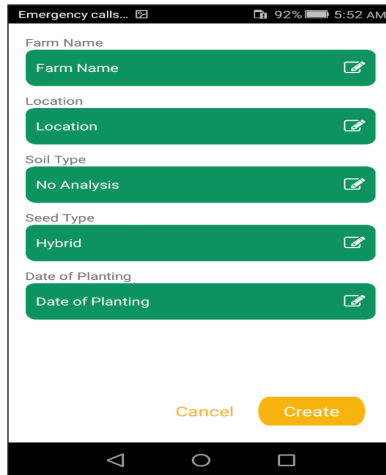 Emergency calls... 92% 5:52 AM
Farm Name
Farm Name
Location
Location
Soil Type
No Analysis
Seed Type
Hybrid
Date of Planting
Date of Planting
Cancel Create